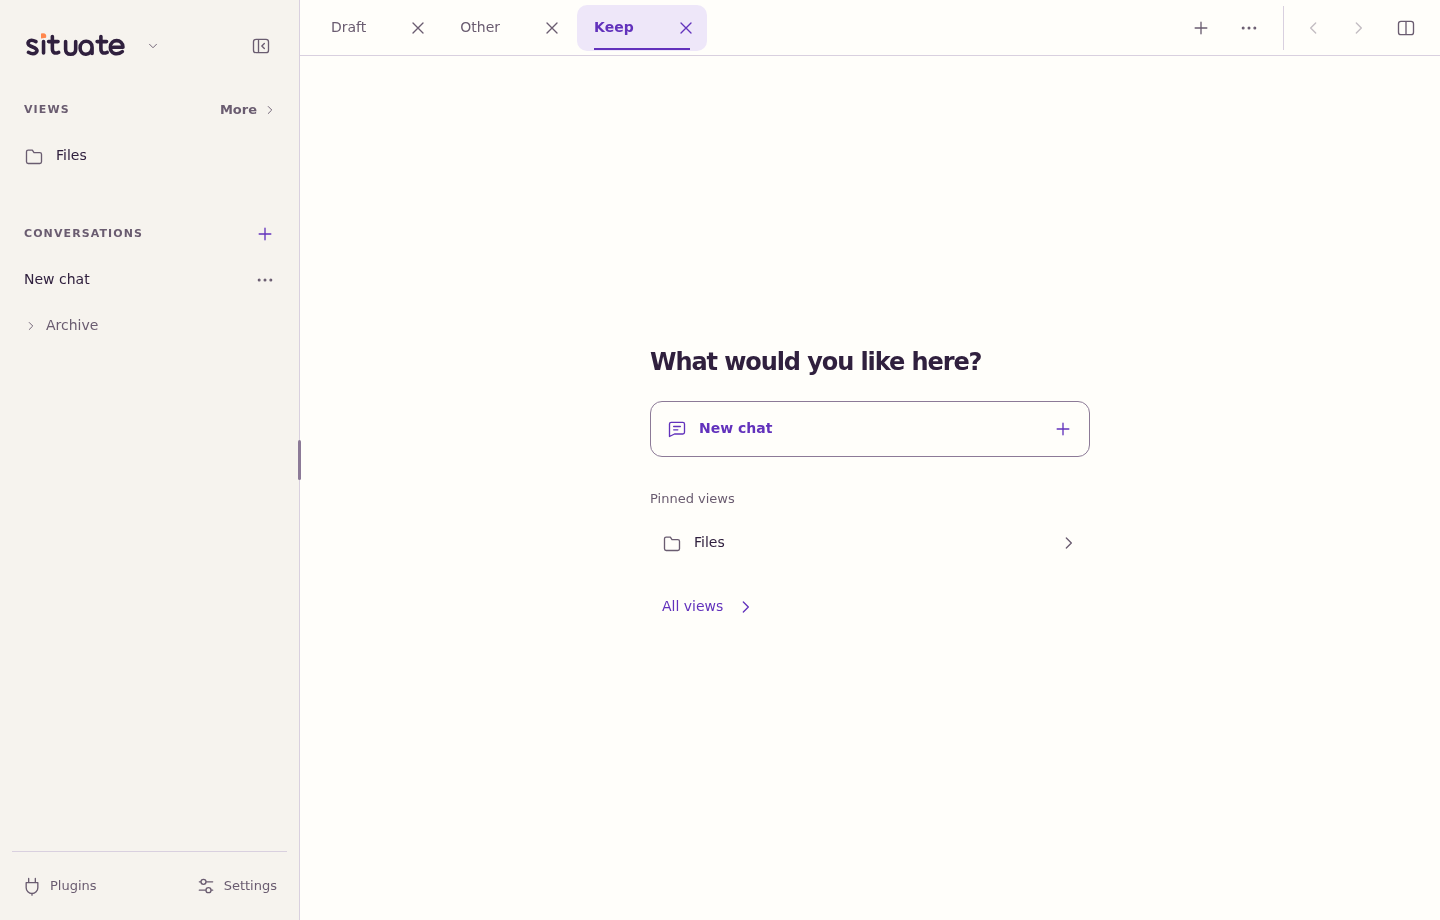 situate
VIEWS
More
Files
CONVERSATIONS
New chat
Archive
Plugins
Settings
Draft
Other
Keep
What would you like here?
New chat
Pinned views
Files
All views